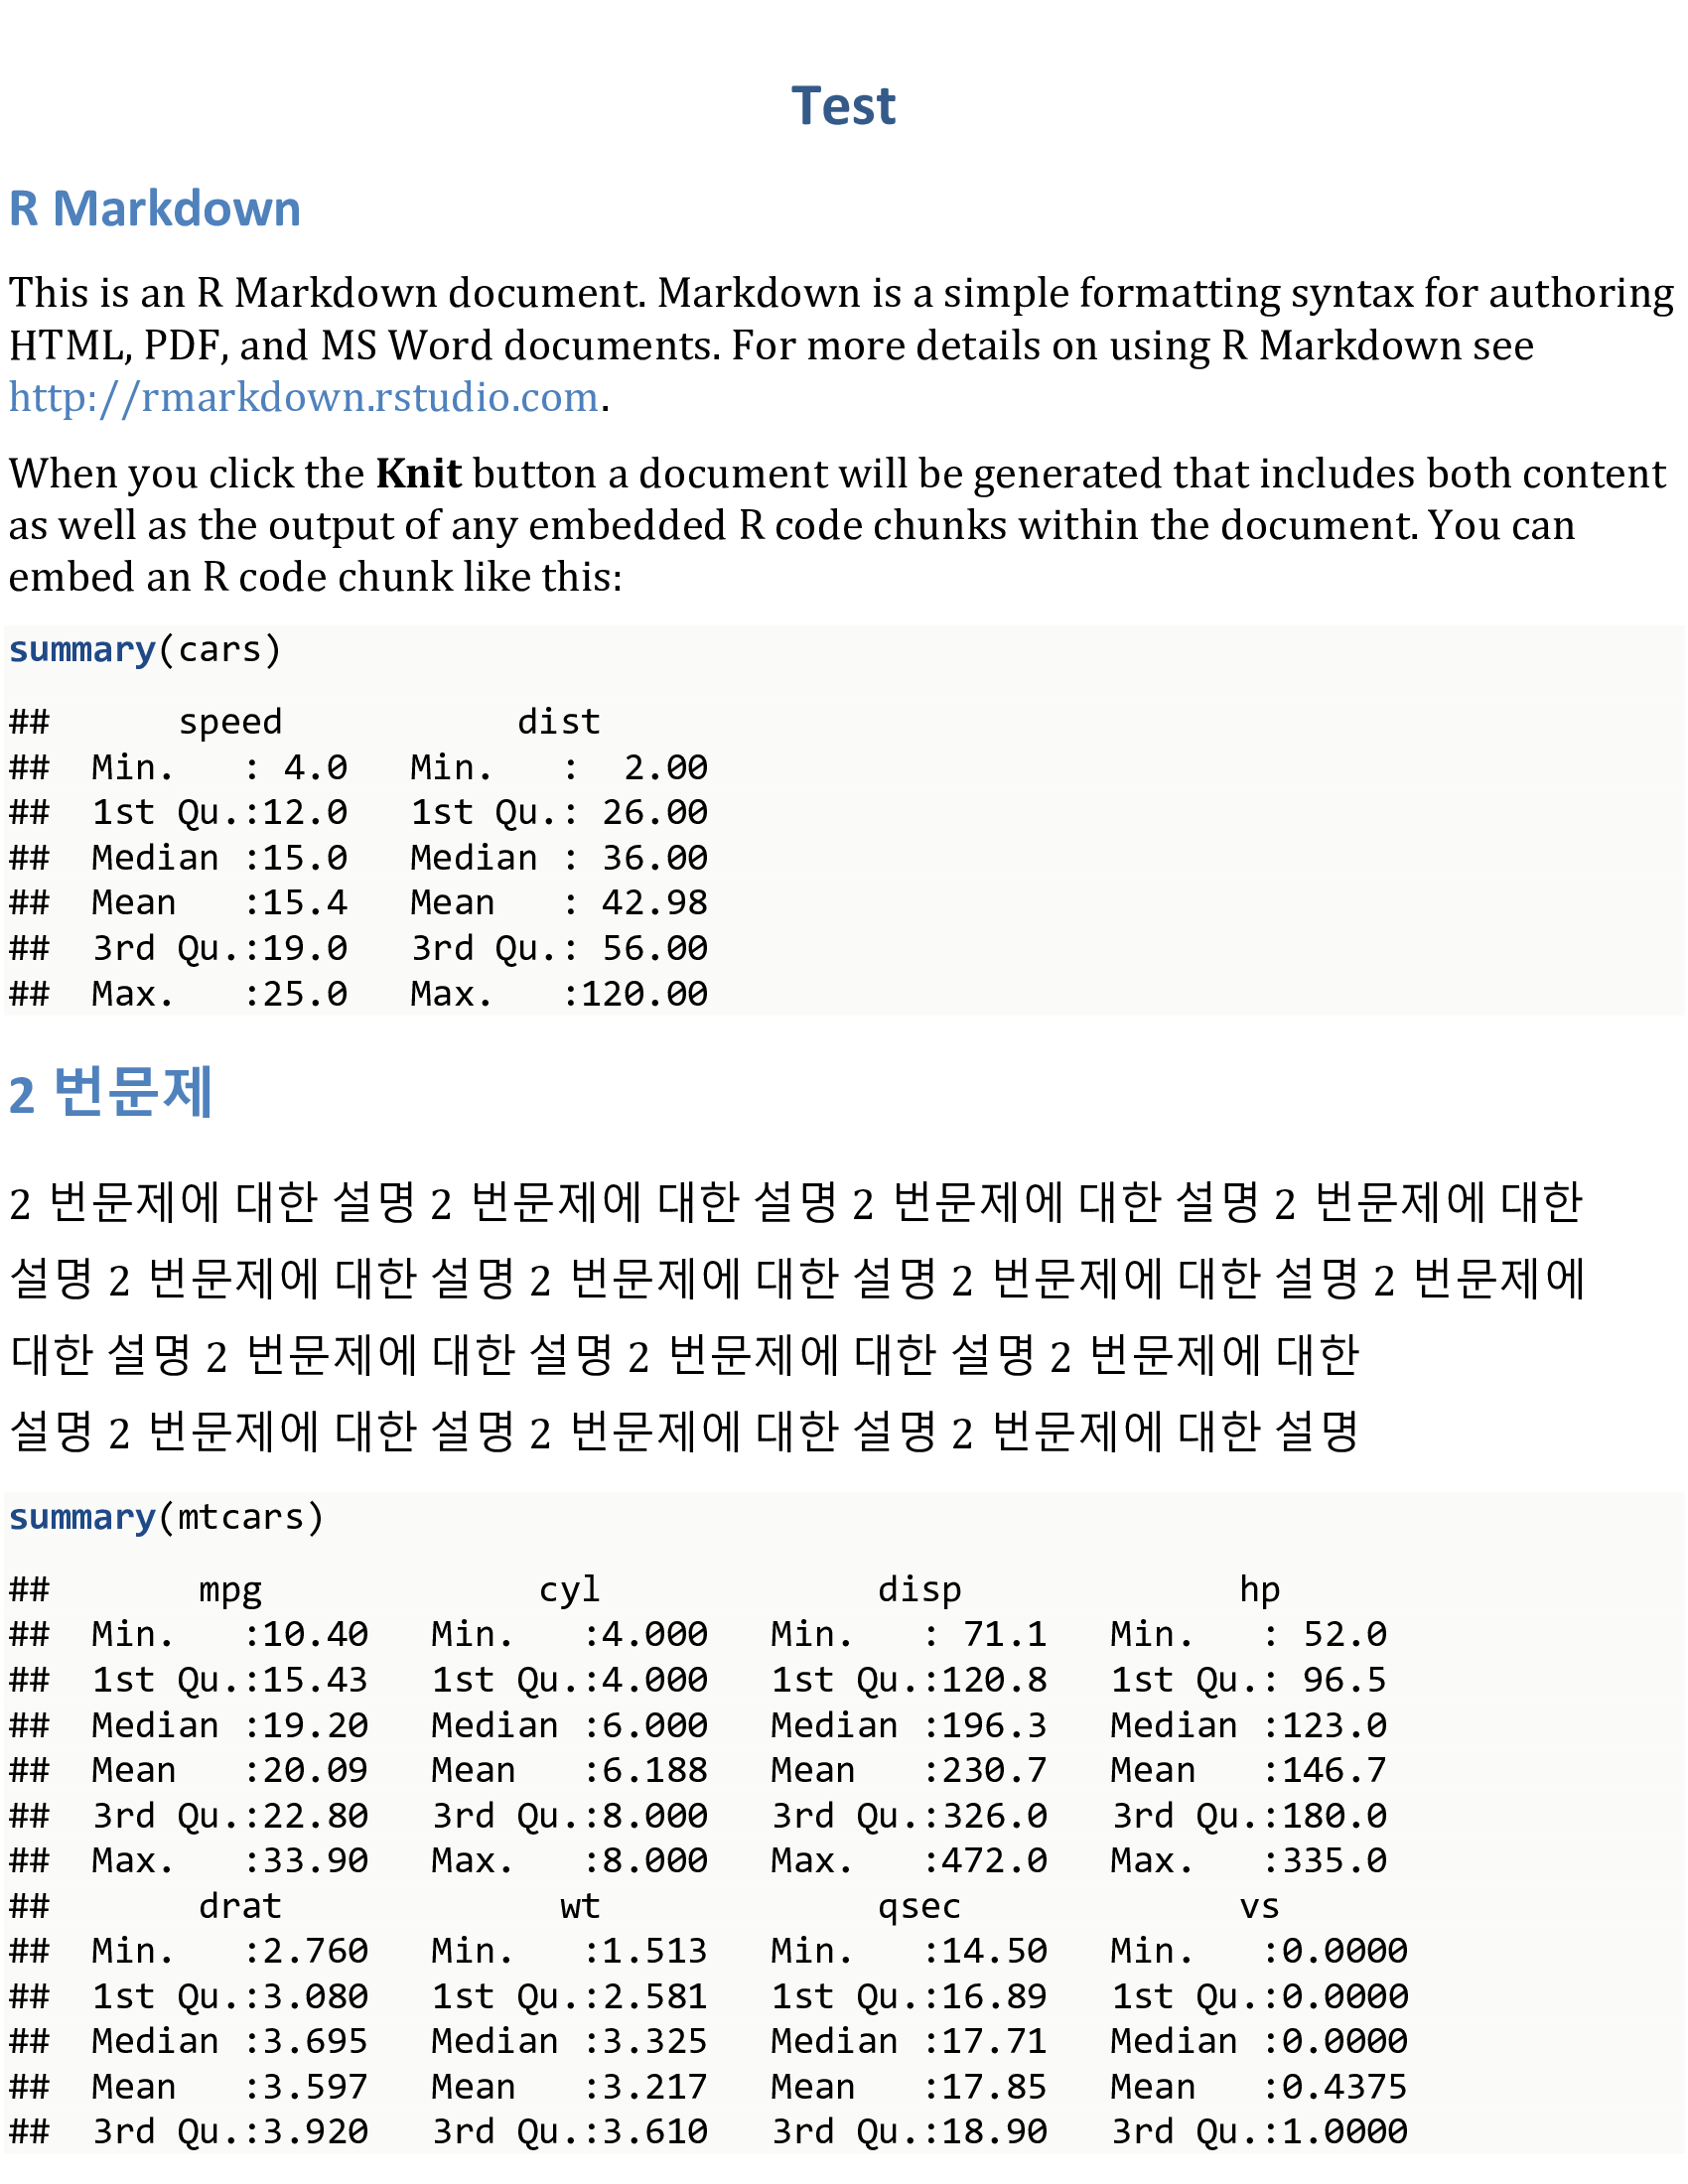 Test
R Markdown
This is an R Markdown document. Markdown is a simple formatting syntax for authoring
HTML, PDF, and MS Word documents. For more details on using R Markdown see
http://rmarkdown.rstudio.com.
When you click the Knit button a document will be generated that includes both content
as well as the output of any embedded R code chunks within the document. You can
embed an R code chunk like this:
summary(cars)
##      speed           dist
##  Min.   : 4.0   Min.   :  2.00
##  1st Qu.:12.0   1st Qu.: 26.00
##  Median :15.0   Median : 36.00
##  Mean   :15.4   Mean   : 42.98
##  3rd Qu.:19.0   3rd Qu.: 56.00
##  Max.   :25.0   Max.   :120.00
2 번문제
2 번문제에 대한 설명 2 번문제에 대한 설명 2 번문제에 대한 설명 2 번문제에 대한
설명 2 번문제에 대한 설명 2 번문제에 대한 설명 2 번문제에 대한 설명 2 번문제에
대한 설명 2 번문제에 대한 설명 2 번문제에 대한 설명 2 번문제에 대한
설명 2 번문제에 대한 설명 2 번문제에 대한 설명 2 번문제에 대한 설명
summary(mtcars)
##       mpg             cyl             disp             hp
##  Min.   :10.40   Min.   :4.000   Min.   : 71.1   Min.   : 52.0
##  1st Qu.:15.43   1st Qu.:4.000   1st Qu.:120.8   1st Qu.: 96.5
##  Median :19.20   Median :6.000   Median :196.3   Median :123.0
##  Mean   :20.09   Mean   :6.188   Mean   :230.7   Mean   :146.7
##  3rd Qu.:22.80   3rd Qu.:8.000   3rd Qu.:326.0   3rd Qu.:180.0
##  Max.   :33.90   Max.   :8.000   Max.   :472.0   Max.   :335.0
##       drat             wt             qsec             vs
##  Min.   :2.760   Min.   :1.513   Min.   :14.50   Min.   :0.0000
##  1st Qu.:3.080   1st Qu.:2.581   1st Qu.:16.89   1st Qu.:0.0000
##  Median :3.695   Median :3.325   Median :17.71   Median :0.0000
##  Mean   :3.597   Mean   :3.217   Mean   :17.85   Mean   :0.4375
##  3rd Qu.:3.920   3rd Qu.:3.610   3rd Qu.:18.90   3rd Qu.:1.0000